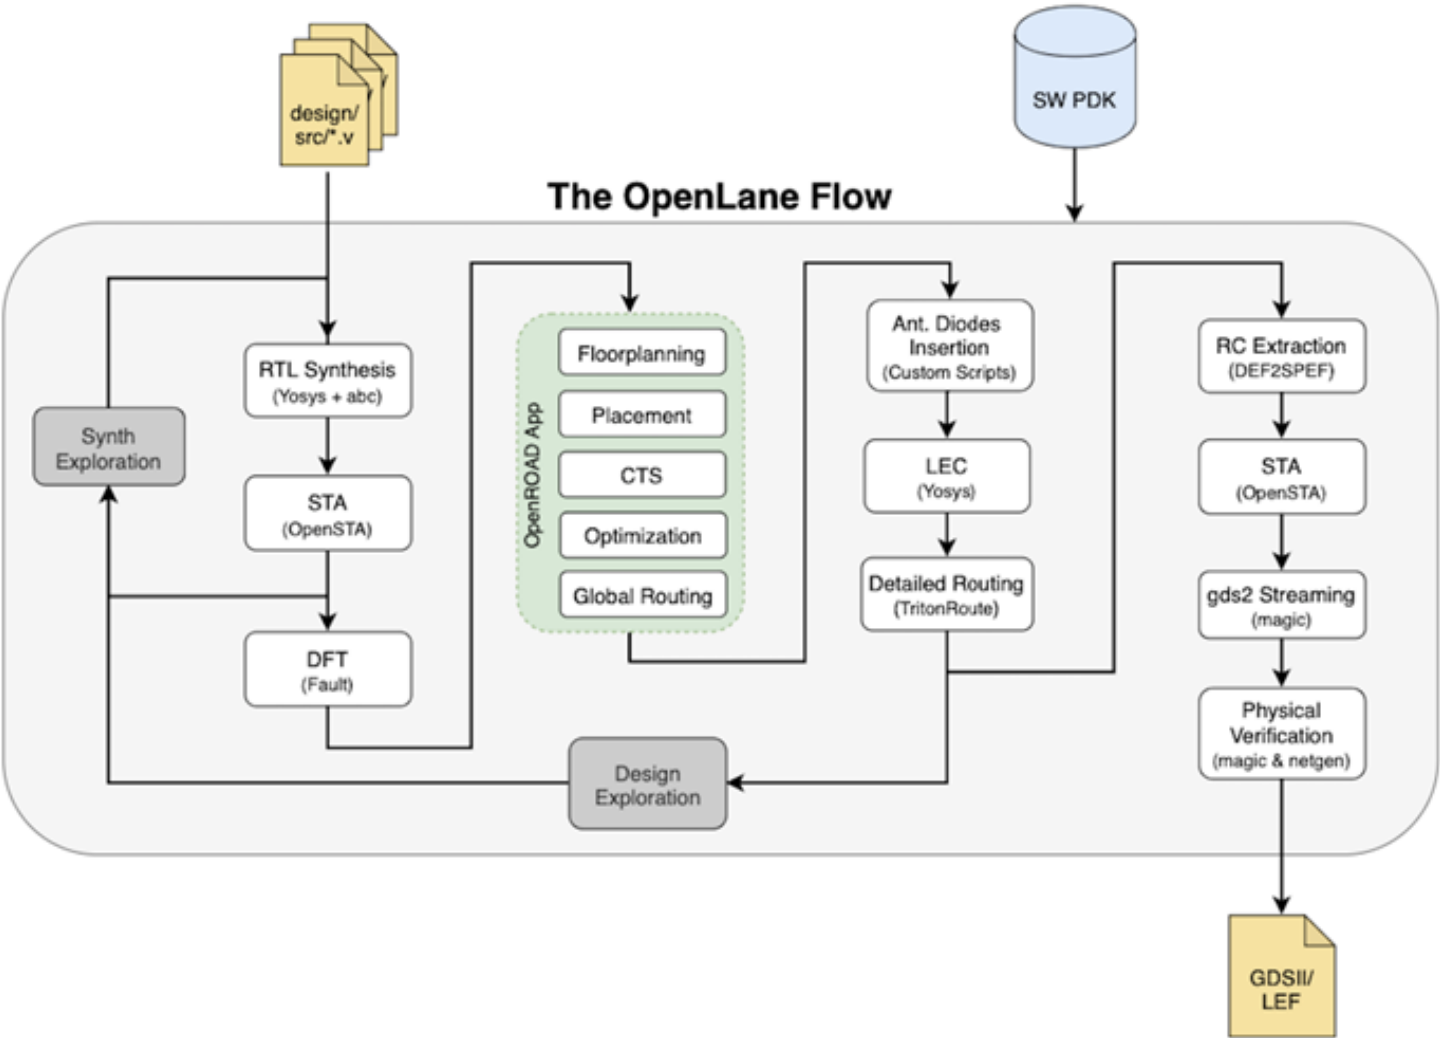 design/
src/*.v
SW PDK
The OpenLane Flow
RTL Synthesis
(Yosys + abc)
Synth
Exploration
STA
(OpenSTA)
DFT
(Fault)
OpenROAD App
Floorplanning
Placement
CTS
Optimization
Global Routing
Design
Exploration
Ant. Diodes
Insertion
(Custom Scripts)
LEC
(Yosys)
Detailed Routing
(TritonRoute)
RC Extraction
(DEF2SPEF)
STA
(OpenSTA)
gds2 Streaming
(magic)
Physical
Verification
(magic & netgen)
GDSII/
LEF